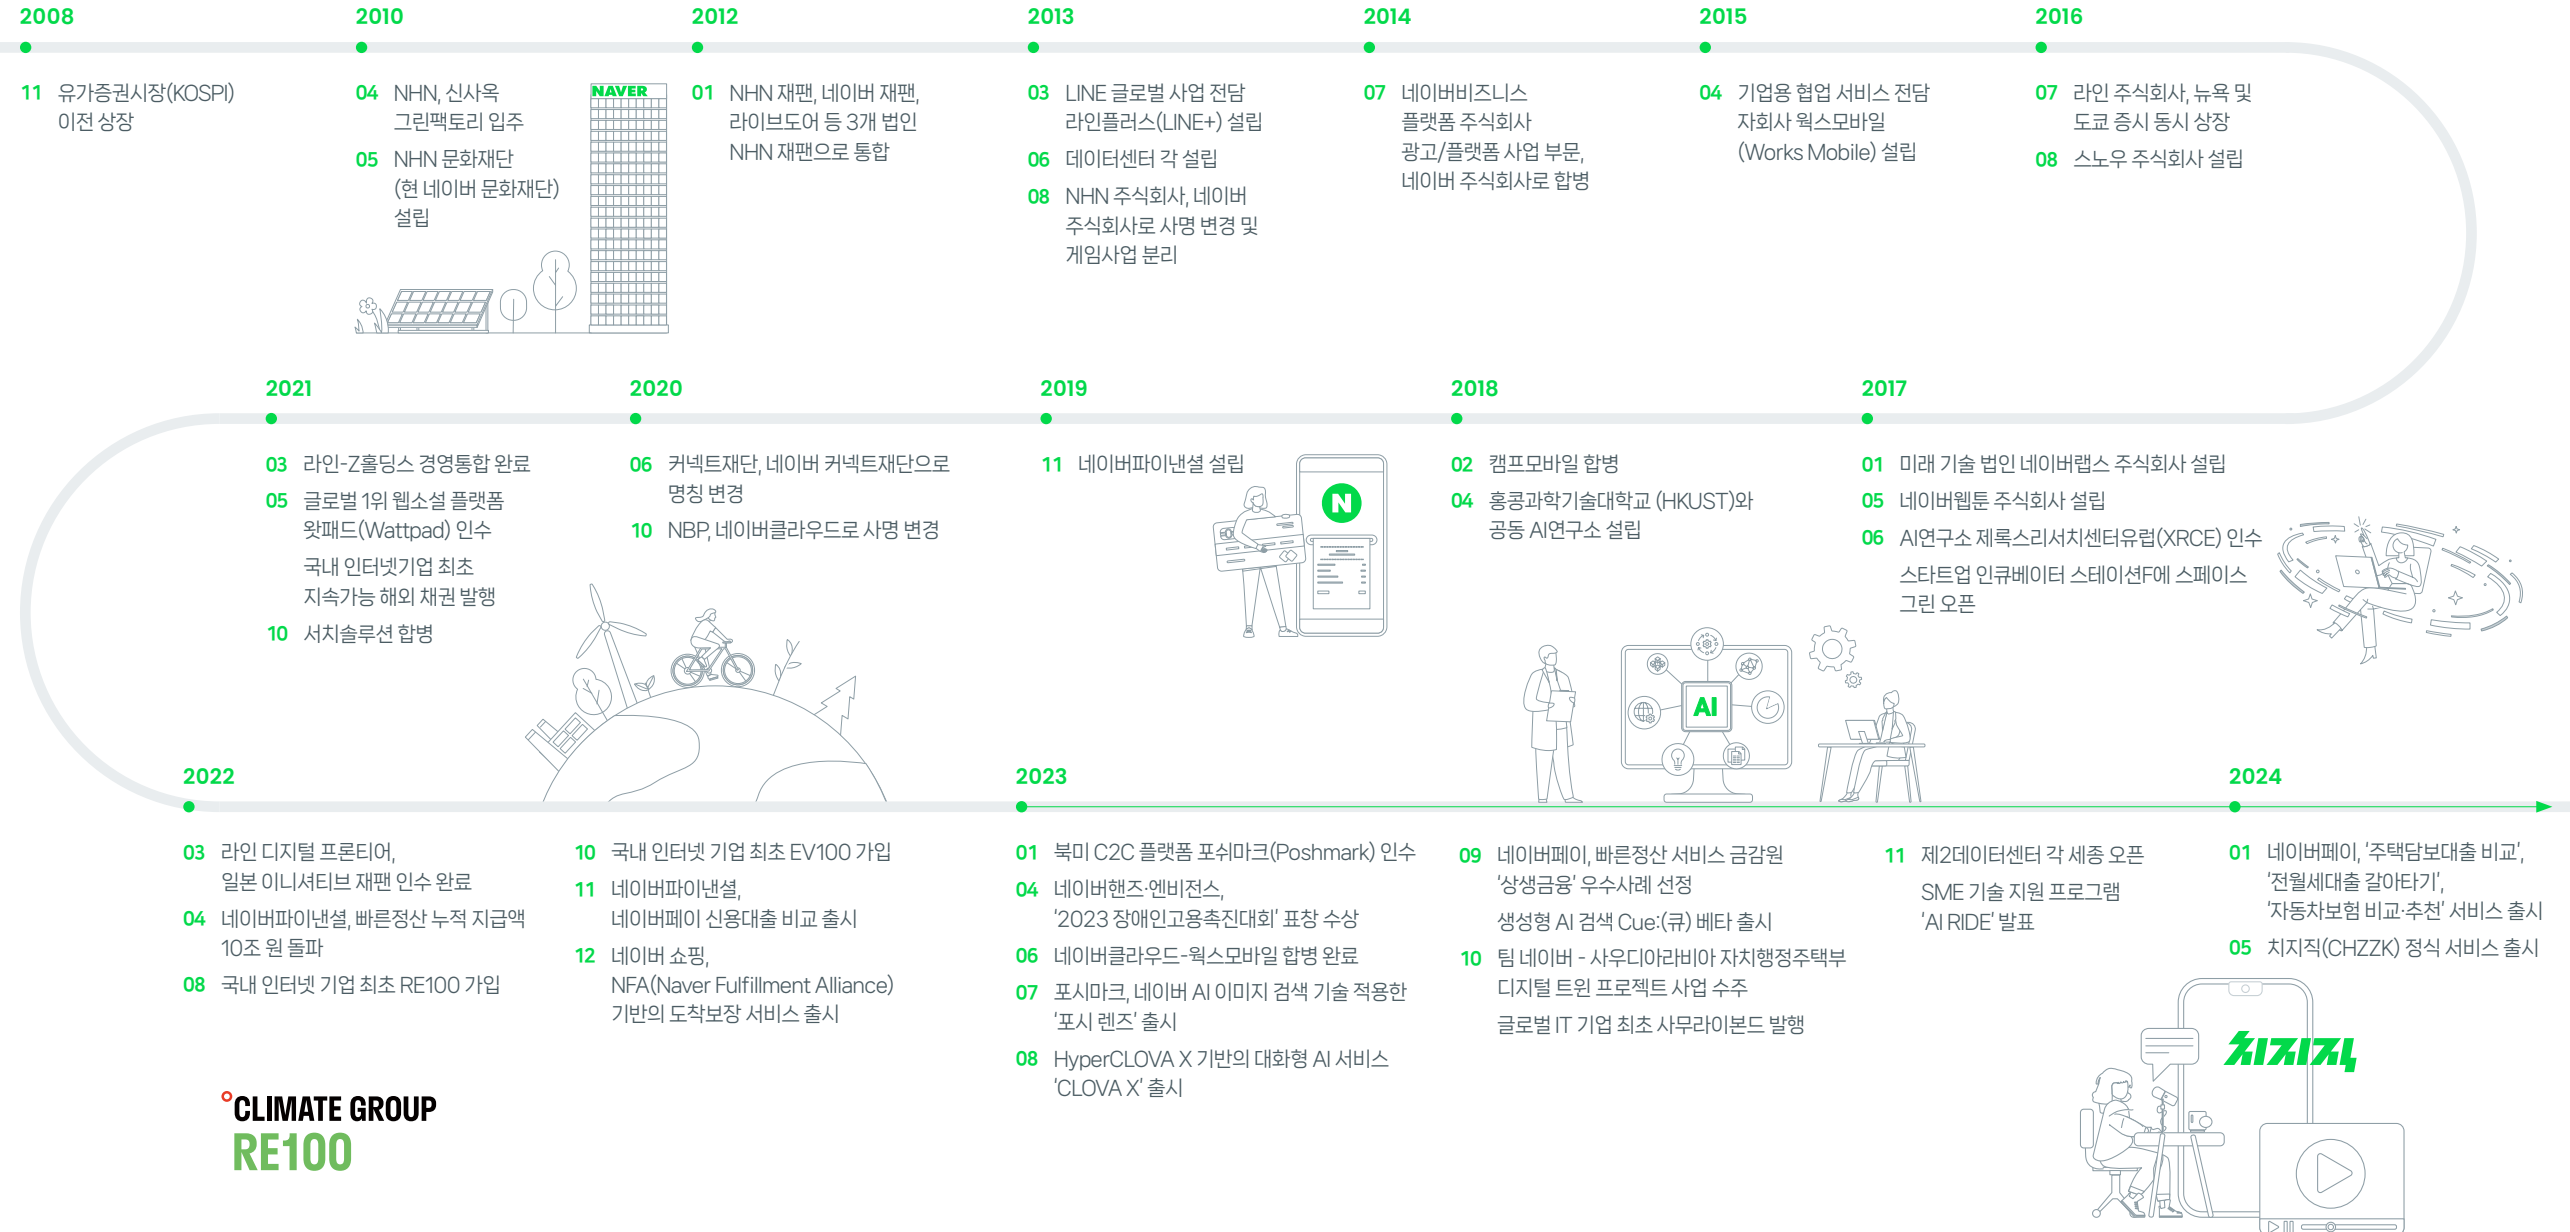 2008
11 유가증권시장(KOSPI)
이전 상장
2010
04 NHN, 신사옥
그린팩토리 입주
05 NHN 문화재단
(현 네이버 문화재단)
설립
NAVER
2012
01 NHN 재팬, 네이버 재팬,
라이브도어 등 3개 법인
NHN 재팬으로 통합
2013
03 LINE 글로벌 사업 전담
라인플러스(LINE+) 설립
06 데이터센터 각 설립
08 NHN 주식회사, 네이버
주식회사로 사명 변경 및
게임사업 분리
2014
07 네이버비즈니스
플랫폼 주식회사
광고/플랫폼 사업 부문,
네이버 주식회사로 합병
2015
04 기업용 협업 서비스 전담
자회사 웍스모바일
(Works Mobile) 설립
2016
07 라인 주식회사, 뉴욕 및
도쿄 증시 동시 상장
08 스노우 주식회사 설립
2017
01 미래 기술 법인 네이버랩스 주식회사 설립
05 네이버웹툰 주식회사 설립
06 AI연구소 제록스리서치센터유럽(XRCE) 인수
스타트업 인큐베이터 스테이션F에 스페이스
그린 오픈
2018
02 캠프모바일 합병
04 홍콩과학기술대학교 (HKUST)와
공동 AI연구소 설립
AI
2019
11 네이버파이낸셜 설립
N
2020
06 커넥트재단, 네이버 커넥트재단으로
명칭 변경
10 NBP, 네이버클라우드로 사명 변경
2021
03 라인-Z홀딩스 경영통합 완료
05 글로벌 1위 웹소설 플랫폼
왓패드(Wattpad) 인수
국내 인터넷기업 최초
지속가능 해외 채권 발행
10 서치솔루션 합병
2022
03 라인 디지털 프론티어,
일본 이니셔티브 재팬 인수 완료
04 네이버파이낸셜, 빠른정산 누적 지급액
10조 원 돌파
08 국내 인터넷 기업 최초 RE100 가입
10 국내 인터넷 기업 최초 EV100 가입
11 네이버파이낸셜,
네이버페이 신용대출 비교 출시
12 네이버 쇼핑,
NFA(Naver Fulfillment Alliance)
기반의 도착보장 서비스 출시
°CLIMATE GROUP
RE100
2023
01 북미 C2C 플랫폼 포쉬마크(Poshmark) 인수
04 네이버핸즈·엔비전스,
'2023 장애인고용촉진대회' 표창 수상
06 네이버클라우드-웍스모바일 합병 완료
07 포시마크, 네이버 AI 이미지 검색 기술 적용한
'포시 렌즈' 출시
08 HyperCLOVA X 기반의 대화형 AI 서비스
'CLOVA X' 출시
09 네이버페이, 빠른정산 서비스 금감원
'상생금융' 우수사례 선정
생성형 AI 검색 Cue:(큐) 베타 출시
10 팀 네이버 - 사우디아라비아 자치행정주택부
디지털 트윈 프로젝트 사업 수주
글로벌 IT 기업 최초 사무라이본드 발행
11 제2데이터센터 각 세종 오픈
SME 기술 지원 프로그램
'AI RIDE' 발표
2024
01 네이버페이, '주택담보대출 비교',
'전월세대출 갈아타기',
'자동차보험 비교·추천' 서비스 출시
05 치지직(CHZZK) 정식 서비스 출시
치지직